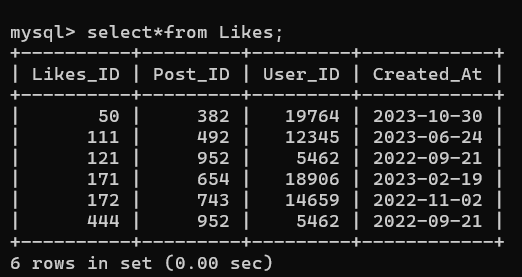 mysql> select*from Likes;
+----------+---------+---------+------------+
| Likes_ID | Post_ID | User_ID | Created_At |
+----------+---------+---------+------------+
|       50 |     382 |   19764 | 2023-10-30 |
|      111 |     492 |   12345 | 2023-06-24 |
|      121 |     952 |    5462 | 2022-09-21 |
|      171 |     654 |   18906 | 2023-02-19 |
|      172 |     743 |   14659 | 2022-11-02 |
|      444 |     952 |    5462 | 2022-09-21 |
+----------+---------+---------+------------+
6 rows in set (0.00 sec)